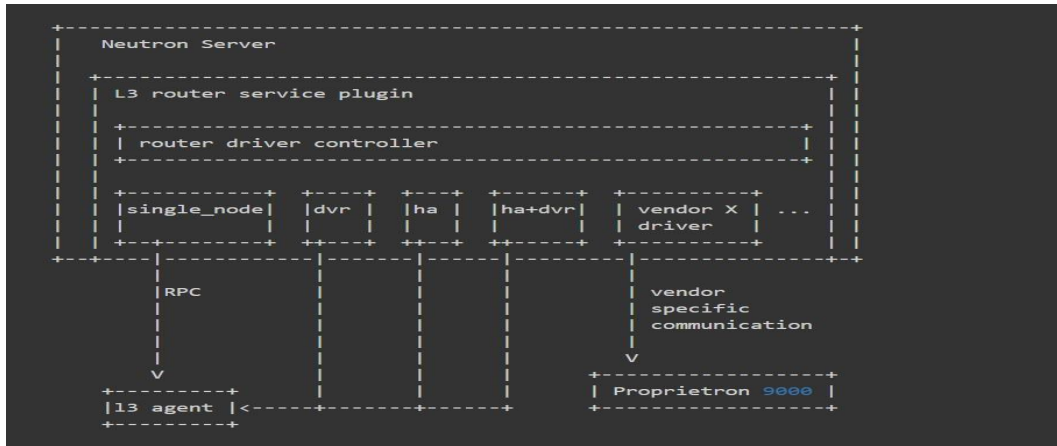 Neutron Server
L3 router service plugin
router driver controller
single_node dvr ha ha+dvr vendor X ...
driver
RPC vendor
specific
communication
Proprietron 9000
l3 agent